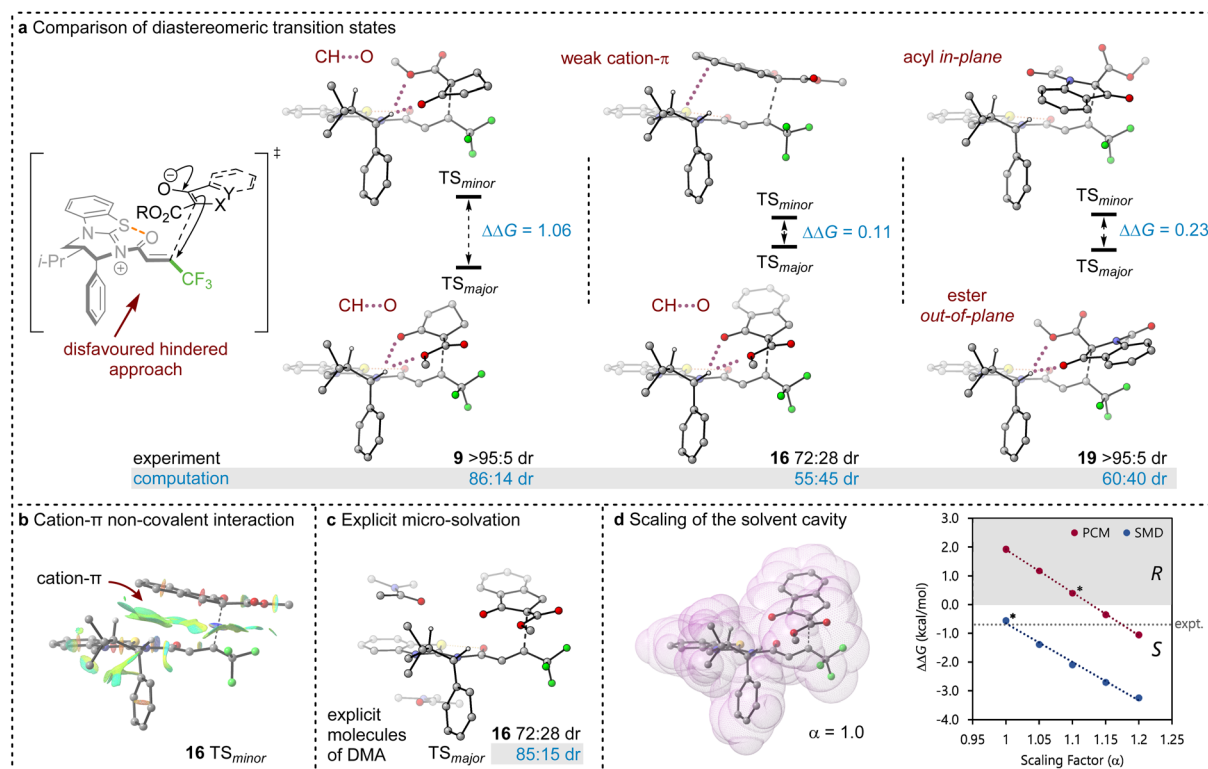 a Comparison of diastereomeric transition states
CH···O
weak cation-π
acyl in-plane
‡
O
⊖
Y
X
RO₂C
S
O
N
N
⊕
i-Pr
CF₃
disfavoured hindered
approach
TSminor
ΔΔG = 1.06
TSmajor
TSminor
ΔΔG = 0.11
TSmajor
TSminor
ΔΔG = 0.23
TSmajor
CH···O
CH···O
ester
out-of-plane
experiment 9 >95:5 dr 16 72:28 dr 19 >95:5 dr
computation 86:14 dr 55:45 dr 60:40 dr
b Cation-π non-covalent interaction
cation-π
16 TSminor
c Explicit micro-solvation
explicit
molecules
of DMA
TSmajor
16 72:28 dr
85:15 dr
d Scaling of the solvent cavity
α = 1.0
PCM SMD
ΔΔG (kcal/mol)
3.0
2.0
1.0
0.0
-1.0
-2.0
-3.0
-4.0
R
S
*
*
expt.
0.95 1 1.05 1.1 1.15 1.2 1.25
Scaling Factor (α)